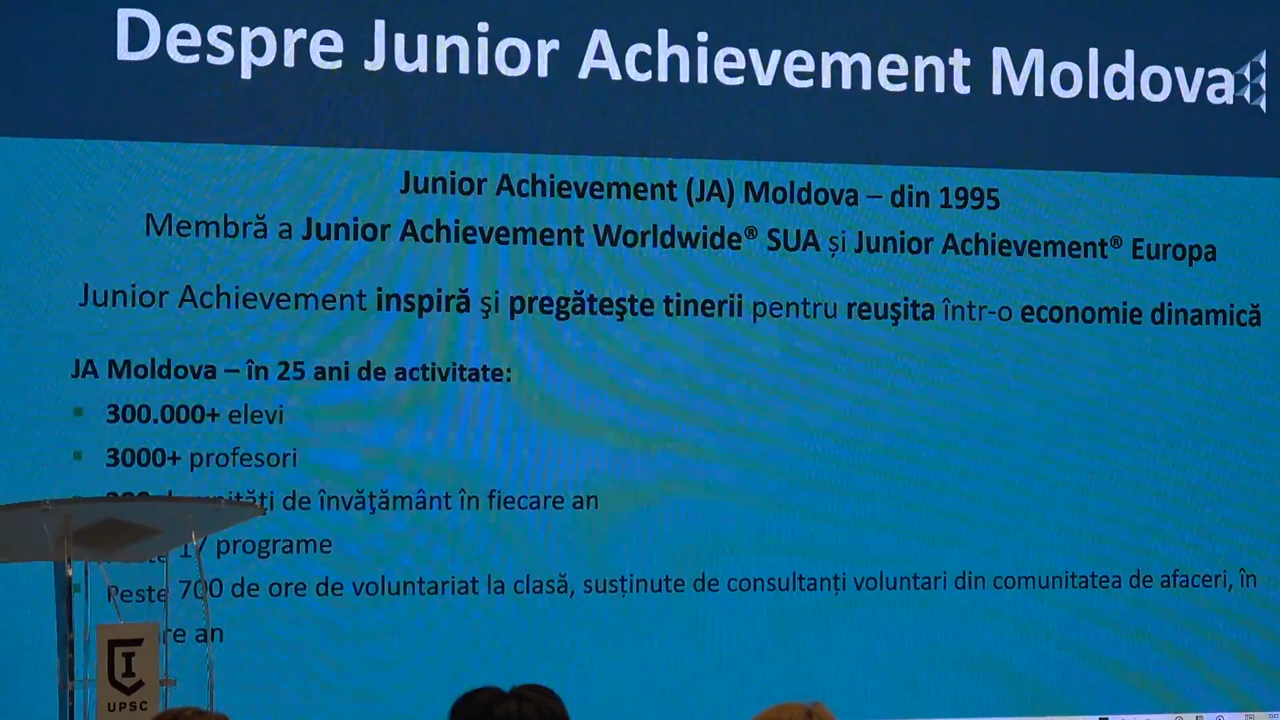 Despre Junior Achievement Moldova
Junior Achievement (JA) Moldova – din 1995
Membră a Junior Achievement Worldwide® SUA și Junior Achievement® Europa
Junior Achievement inspiră şi pregăteşte tinerii pentru reuşita într-o economie dinamică
JA Moldova – în 25 ani de activitate:
300.000+ elevi
3000+ profesori
de învăţământ în fiecare an
17 programe
Peste 700 de ore de voluntariat la clasă, susținute de consultanți voluntari din comunitatea de afaceri, în
an
UPSC